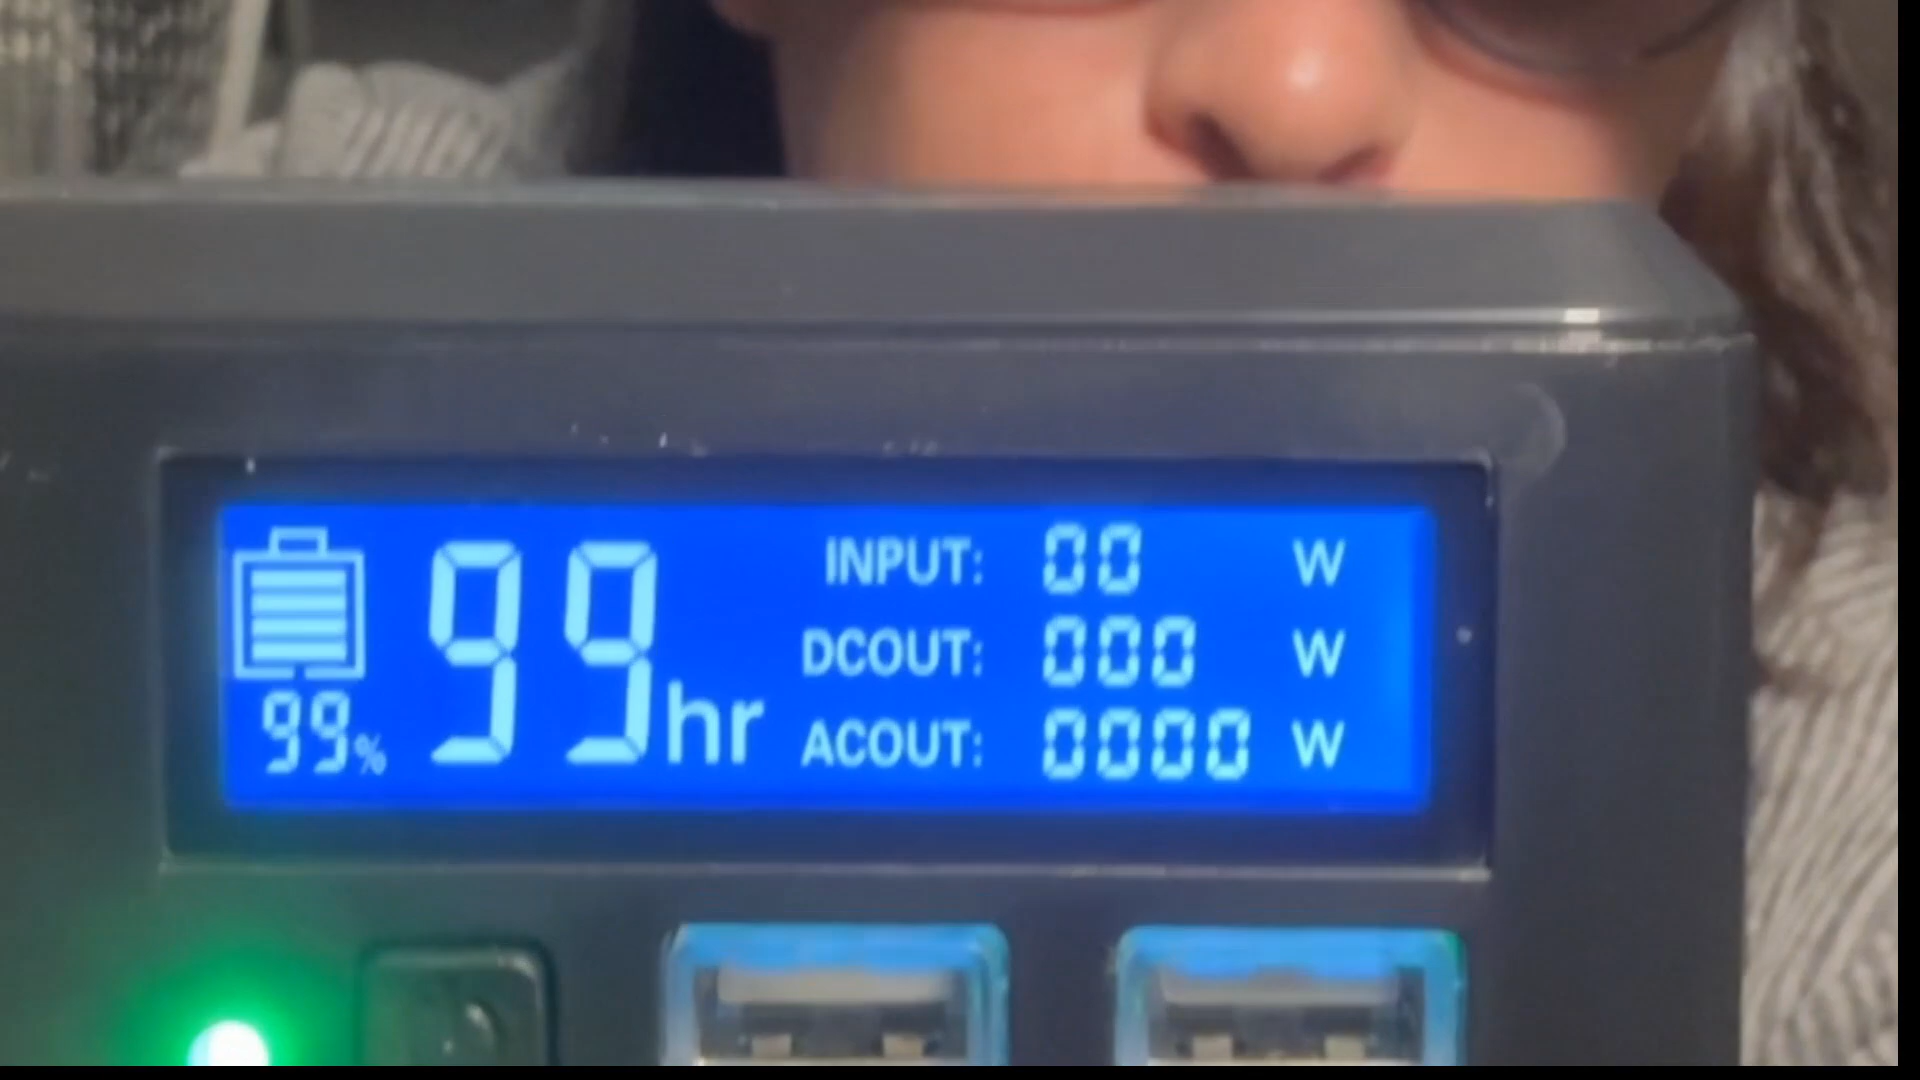 99%
99hr
INPUT: 00 W
DCOUT: 000 W
ACOUT: 0000 W